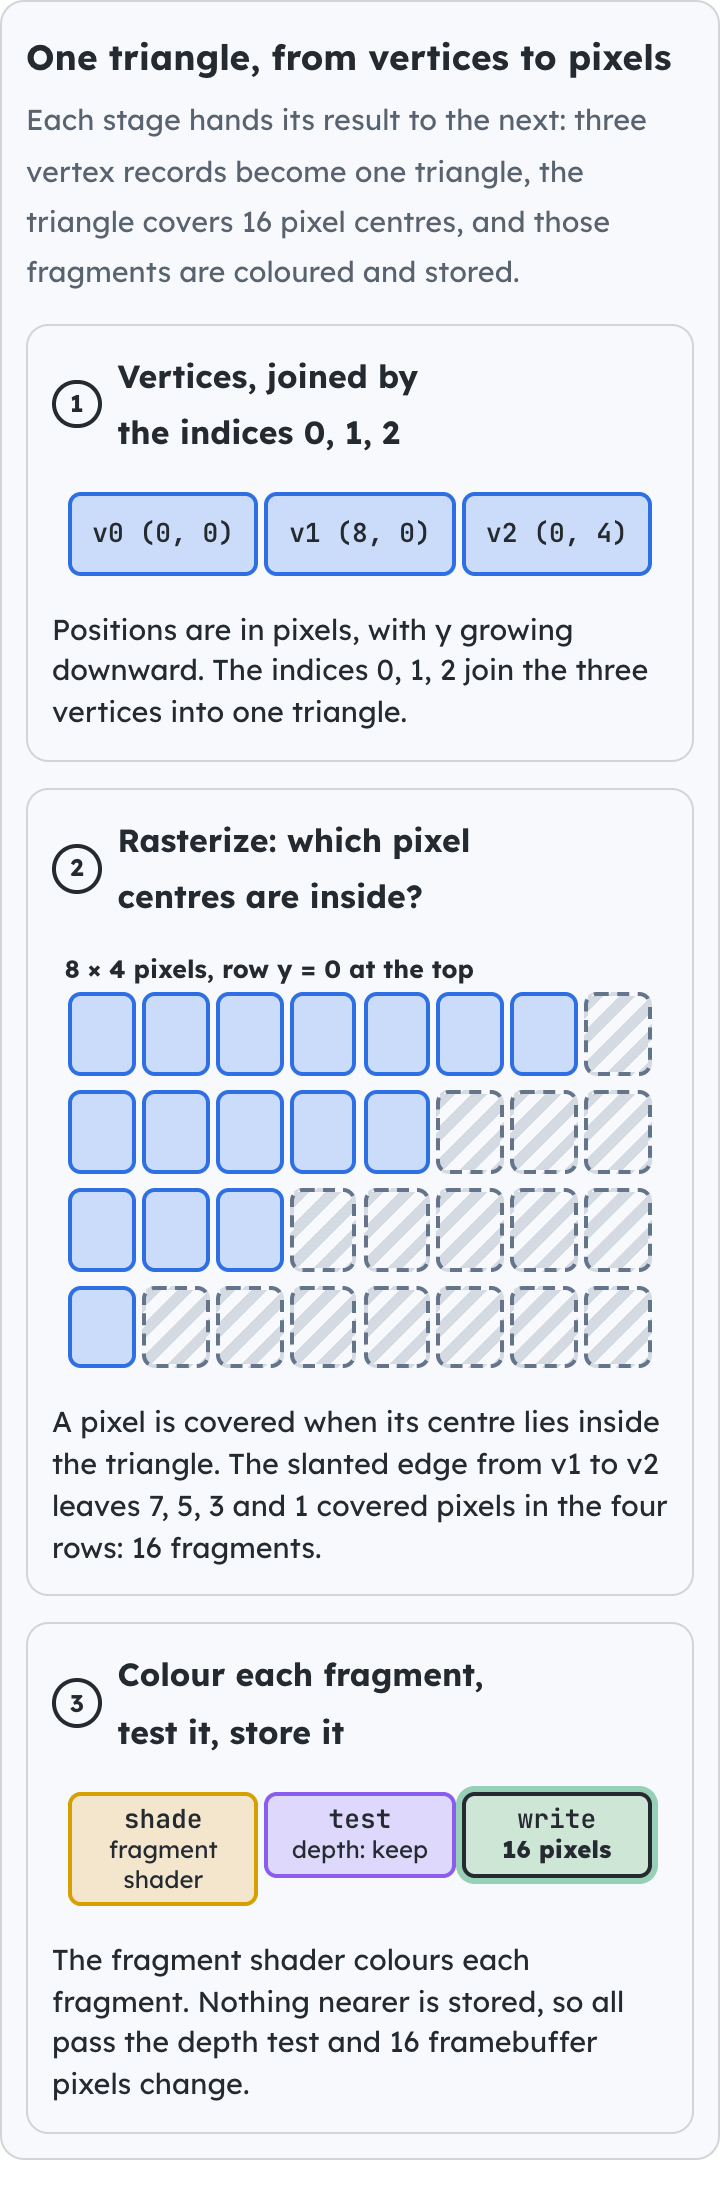 One triangle, from vertices to pixels
Each stage hands its result to the next: three
vertex records become one triangle, the
triangle covers 16 pixel centres, and those
fragments are coloured and stored.
1
Vertices, joined by
the indices 0, 1, 2
v0 (0, 0) v1 (8, 0) v2 (0, 4)
Positions are in pixels, with y growing
downward. The indices 0, 1, 2 join the three
vertices into one triangle.
2
Rasterize: which pixel
centres are inside?
8 × 4 pixels, row y = 0 at the top
A pixel is covered when its centre lies inside
the triangle. The slanted edge from v1 to v2
leaves 7, 5, 3 and 1 covered pixels in the four
rows: 16 fragments.
3
Colour each fragment,
test it, store it
shade
fragment
shader
test
depth: keep
write
16 pixels
The fragment shader colours each
fragment. Nothing nearer is stored, so all
pass the depth test and 16 framebuffer
pixels change.